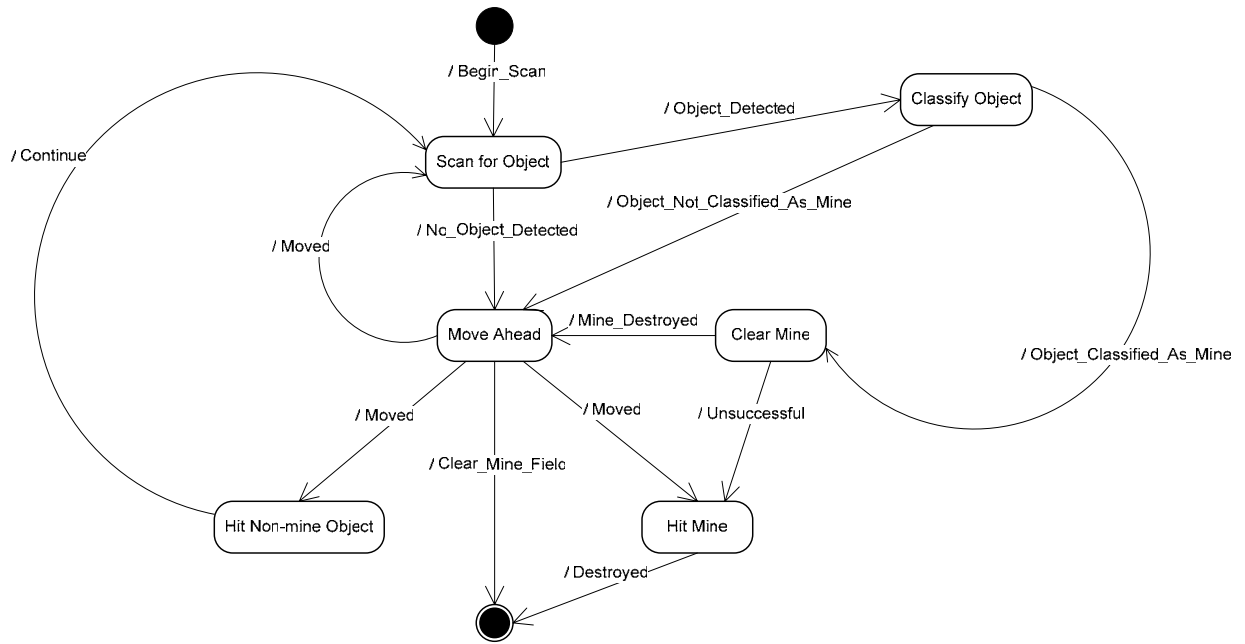 / Begin_Scan
Classify Object
/ Object_Detected
/ Continue
Scan for Object
/ Object_Not_Classified_As_Mine
/ No_Object_Detected
/ Moved
/ Mine_Destroyed
Move Ahead
Clear Mine
/ Object_Classified_As_Mine
/ Moved
/ Moved
/ Unsuccessful
/ Clear_Mine_Field
Hit Non-mine Object
Hit Mine
/ Destroyed